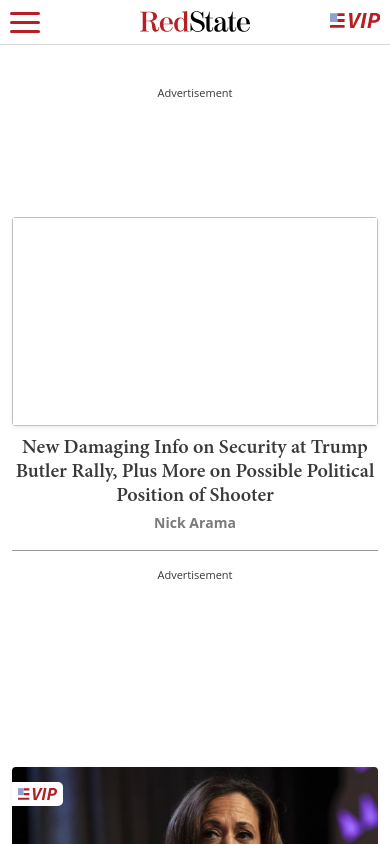 RedState
VIP
Advertisement
New Damaging Info on Security at Trump
Butler Rally, Plus More on Possible Political
Position of Shooter
Nick Arama
Advertisement
VIP